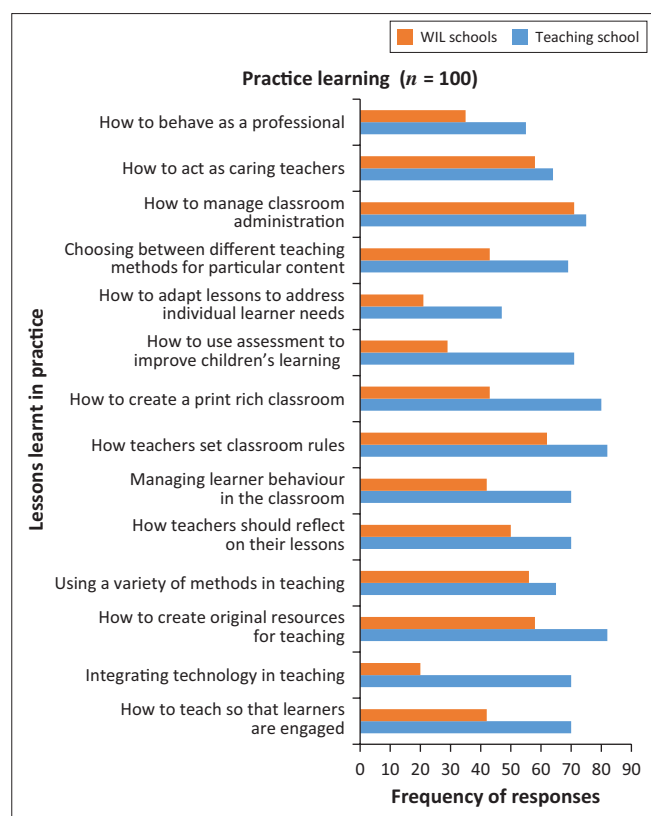 WIL schools Teaching school
Practice learning (n = 100)
Lessons learnt in practice
How to behave as a professional
How to act as caring teachers
How to manage classroom
administration
Choosing between different teaching
methods for particular content
How to adapt lessons to address
individual learner needs
How to use assessment to
improve children’s learning
How to create a print rich classroom
How teachers set classroom rules
Managing learner behaviour
in the classroom
How teachers should reflect
on their lessons
Using a variety of methods in teaching
How to create original resources
for teaching
Integrating technology in teaching
How to teach so that learners
are engaged
0 10 20 30 40 50 60 70 80 90
Frequency of responses